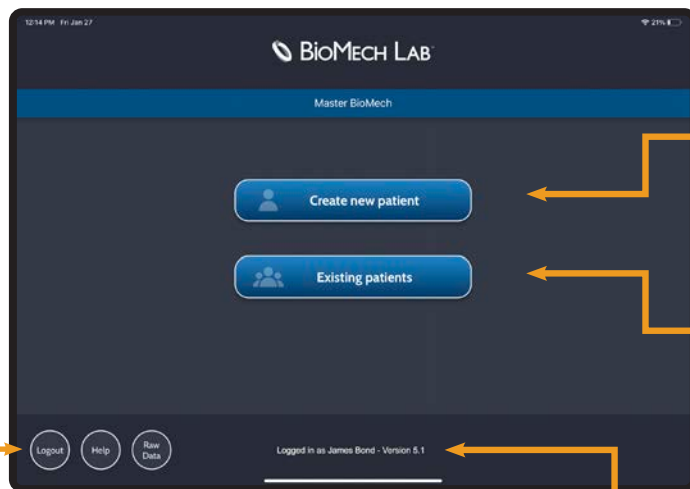 12:14 PM Fri Jan 27
21%
BIOMECH LAB
Master BioMech
Create new patient
Existing patients
Logout
Help
Raw
Data
Logged in as James Bond - Version 5.1